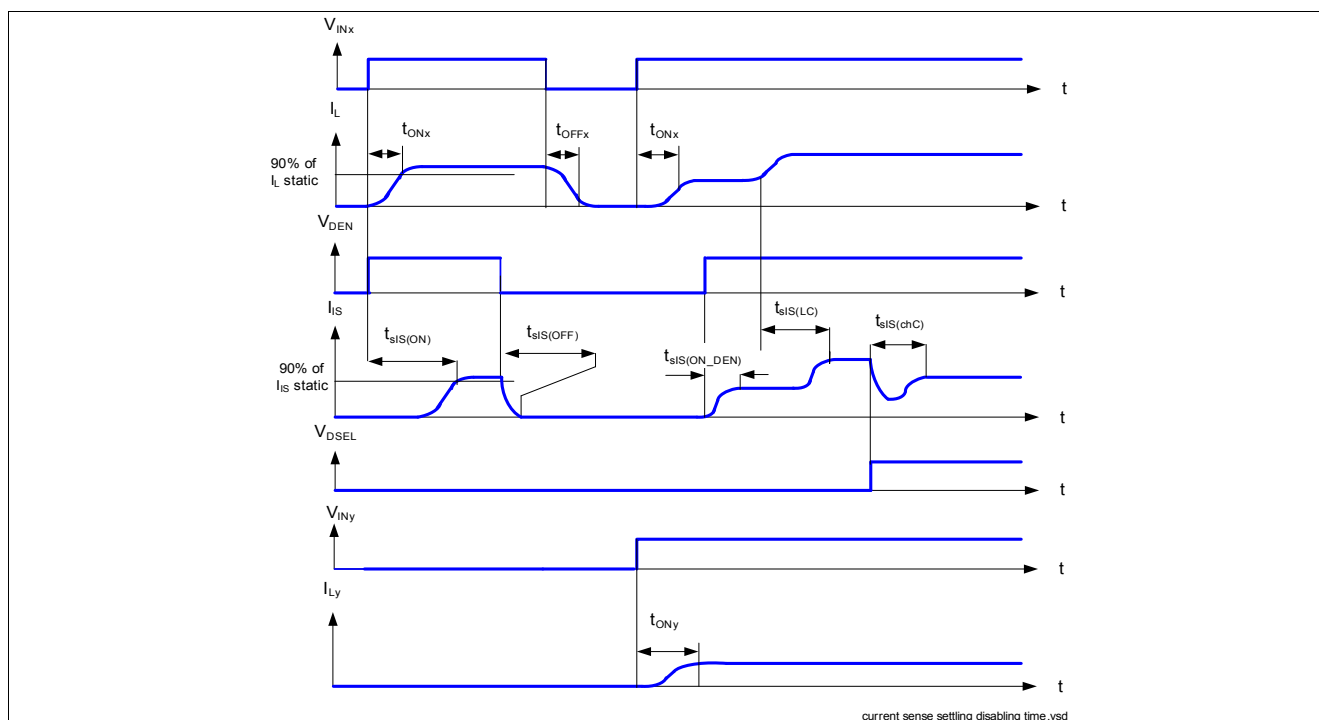 VINx
t
IL
tONx
tOFFx
tONx
90% of
IL static
t
VDEN
t
IIS
tsIS(ON)
tsIS(OFF)
tsIS(LC)
tsIS(chC)
tsIS(ON_DEN)
90% of
IIS static
t
VDSEL
t
VINy
t
ILy
tONy
t
current sense settling disabling time.vsd